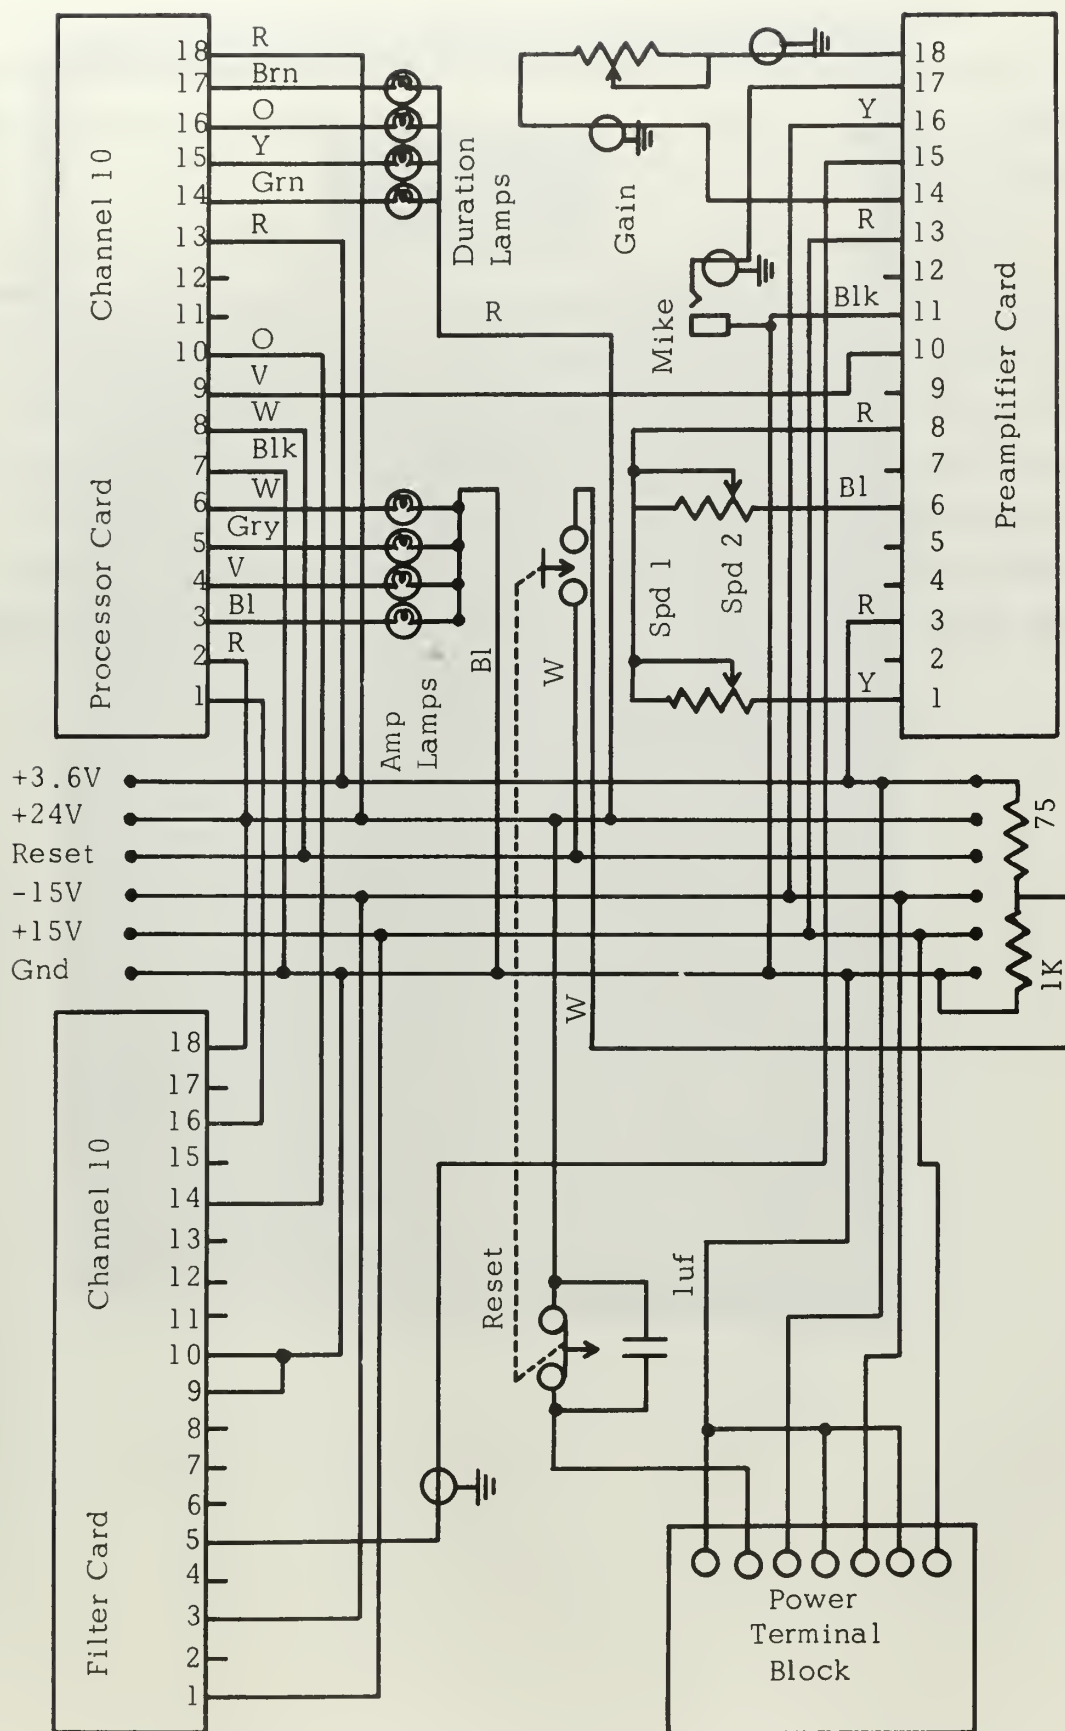 Channel 10
Processor Card
18
17
16
15
14
13
12
11
10
9
8
7
6
5
4
3
2
1
R
Brn
O
Y
Grn
R
O
V
W
Blk
W
Gry
V
Bl
R
Duration
Lamps
R
Amp
Lamps
Bl
W
Gain
Mike
Spd 1
Spd 2
Y
R
Blk
R
Bl
R
Y
18
17
16
15
14
13
12
11
10
9
8
7
6
5
4
3
2
1
Preamplifier Card
+3.6V
+24V
Reset
-15V
+15V
Gnd
75
1K
W
Channel 10
Filter Card
18
17
16
15
14
13
12
11
10
9
8
7
6
5
4
3
2
1
Reset
1uf
Power
Terminal
Block